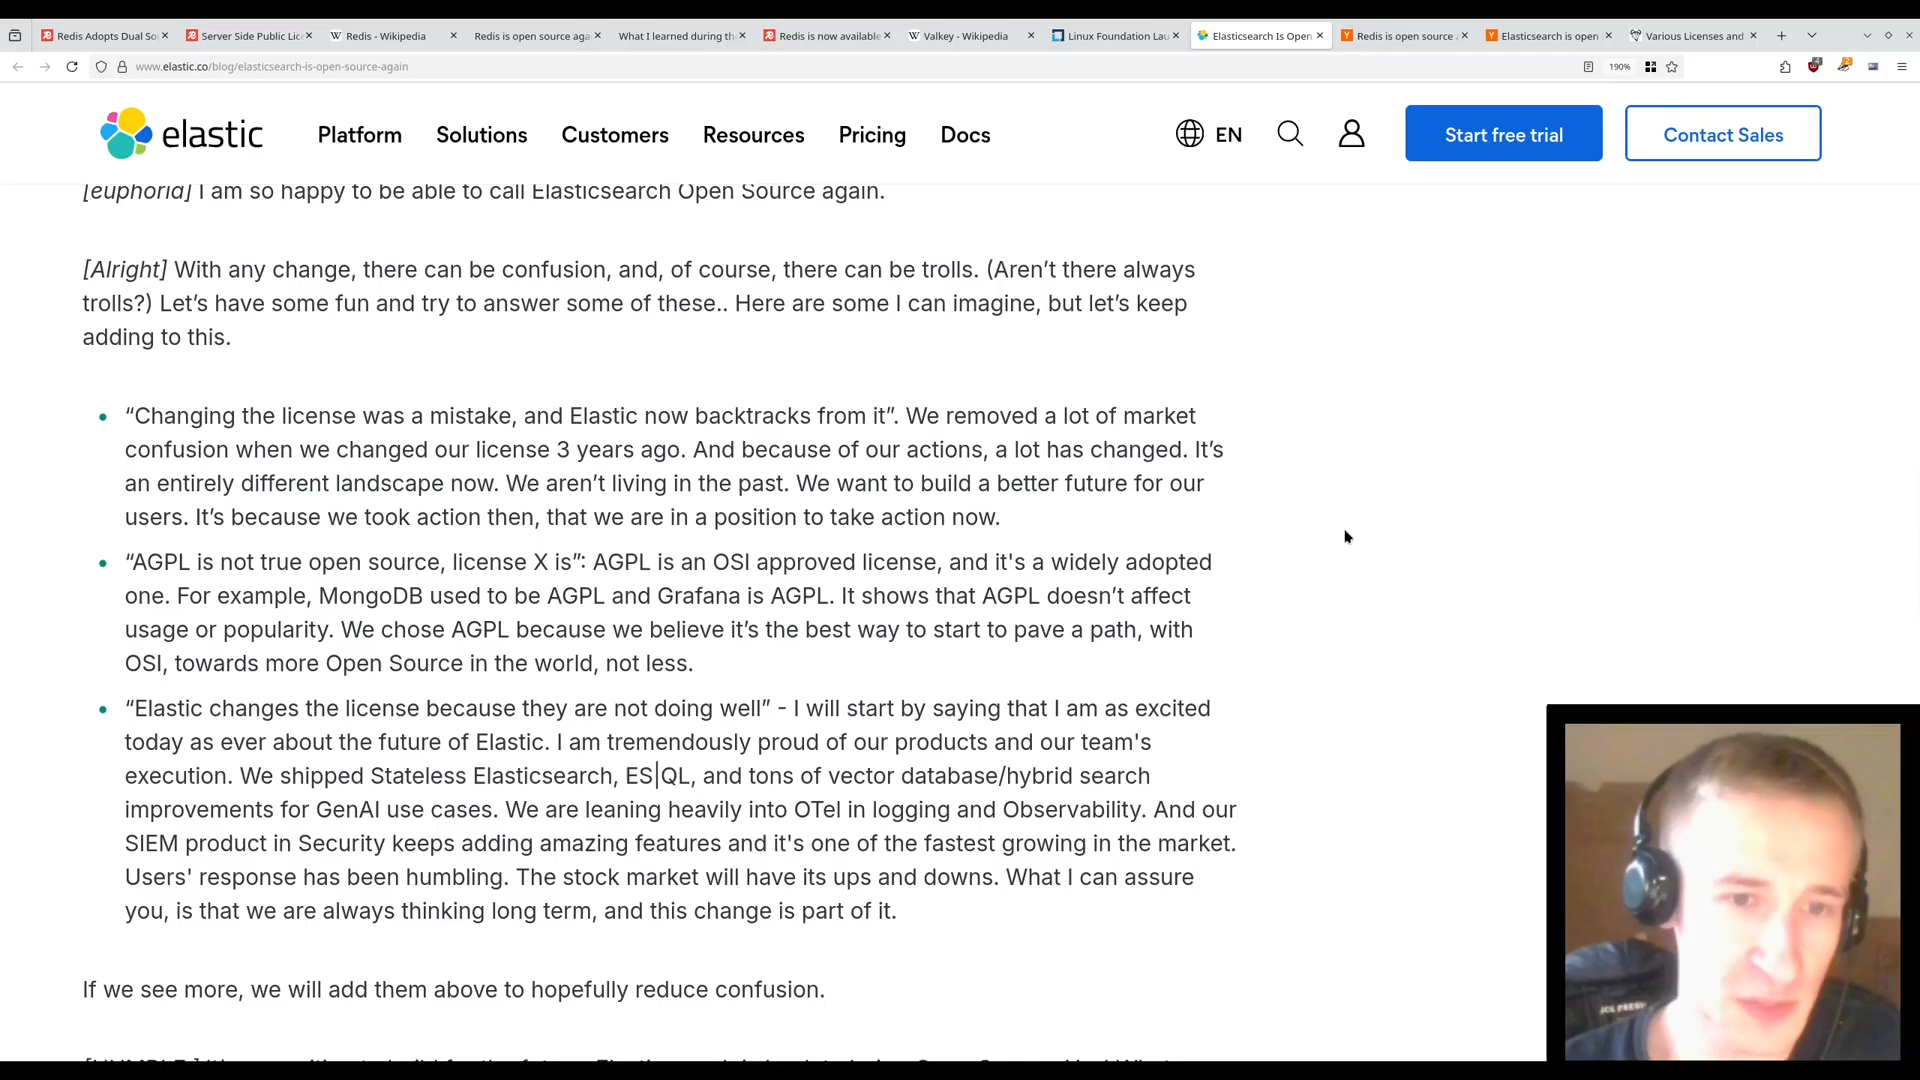 Redis Adopts Dual So
Server Side Public Lic
Redis - Wikipedia
Redis is open source aga
What I learned during th
Redis is now available
Valkey - Wikipedia
Linux Foundation Lau
Elasticsearch Is Open
Redis is open source a
Elasticsearch is open
Various Licenses and
www.elastic.co/blog/elasticsearch-is-open-source-again
190%
elastic
Platform
Solutions
Customers
Resources
Pricing
Docs
EN
Start free trial
Contact Sales
[euphoria] I am so happy to be able to call Elasticsearch Open Source again.
[Alright] With any change, there can be confusion, and, of course, there can be trolls. (Aren’t there always
trolls?) Let’s have some fun and try to answer some of these.. Here are some I can imagine, but let’s keep
adding to this.
“Changing the license was a mistake, and Elastic now backtracks from it”. We removed a lot of market
confusion when we changed our license 3 years ago. And because of our actions, a lot has changed. It’s
an entirely different landscape now. We aren’t living in the past. We want to build a better future for our
users. It’s because we took action then, that we are in a position to take action now.
“AGPL is not true open source, license X is”: AGPL is an OSI approved license, and it's a widely adopted
one. For example, MongoDB used to be AGPL and Grafana is AGPL. It shows that AGPL doesn’t affect
usage or popularity. We chose AGPL because we believe it’s the best way to start to pave a path, with
OSI, towards more Open Source in the world, not less.
“Elastic changes the license because they are not doing well” - I will start by saying that I am as excited
today as ever about the future of Elastic. I am tremendously proud of our products and our team's
execution. We shipped Stateless Elasticsearch, ES|QL, and tons of vector database/hybrid search
improvements for GenAI use cases. We are leaning heavily into OTel in logging and Observability. And our
SIEM product in Security keeps adding amazing features and it's one of the fastest growing in the market.
Users' response has been humbling. The stock market will have its ups and downs. What I can assure
you, is that we are always thinking long term, and this change is part of it.
If we see more, we will add them above to hopefully reduce confusion.